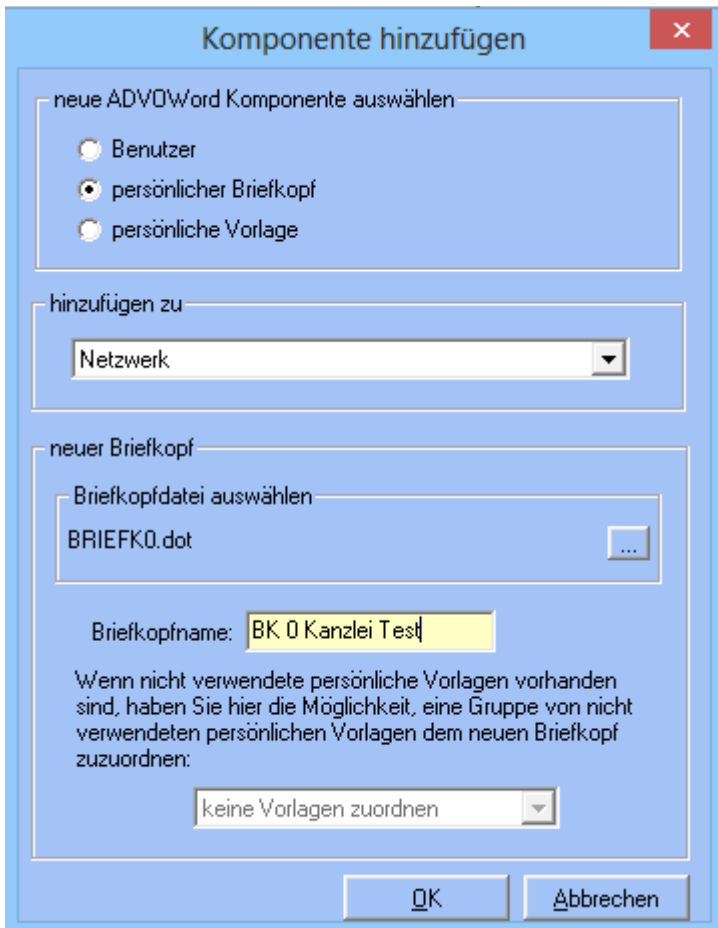 Komponente hinzufügen
neue ADVOWord Komponente auswählen
Benutzer
persönlicher Briefkopf
persönliche Vorlage
hinzufügen zu
Netzwerk
neuer Briefkopf
Briefkopfdatei auswählen
BRIEFK0.dot
...
Briefkopfname: BK 0 Kanzlei Test
Wenn nicht verwendete persönliche Vorlagen vorhanden
sind, haben Sie hier die Möglichkeit, eine Gruppe von nicht
verwendeten persönlichen Vorlagen dem neuen Briefkopf
zuzuordnen:
keine Vorlagen zuordnen
OK Abbrechen